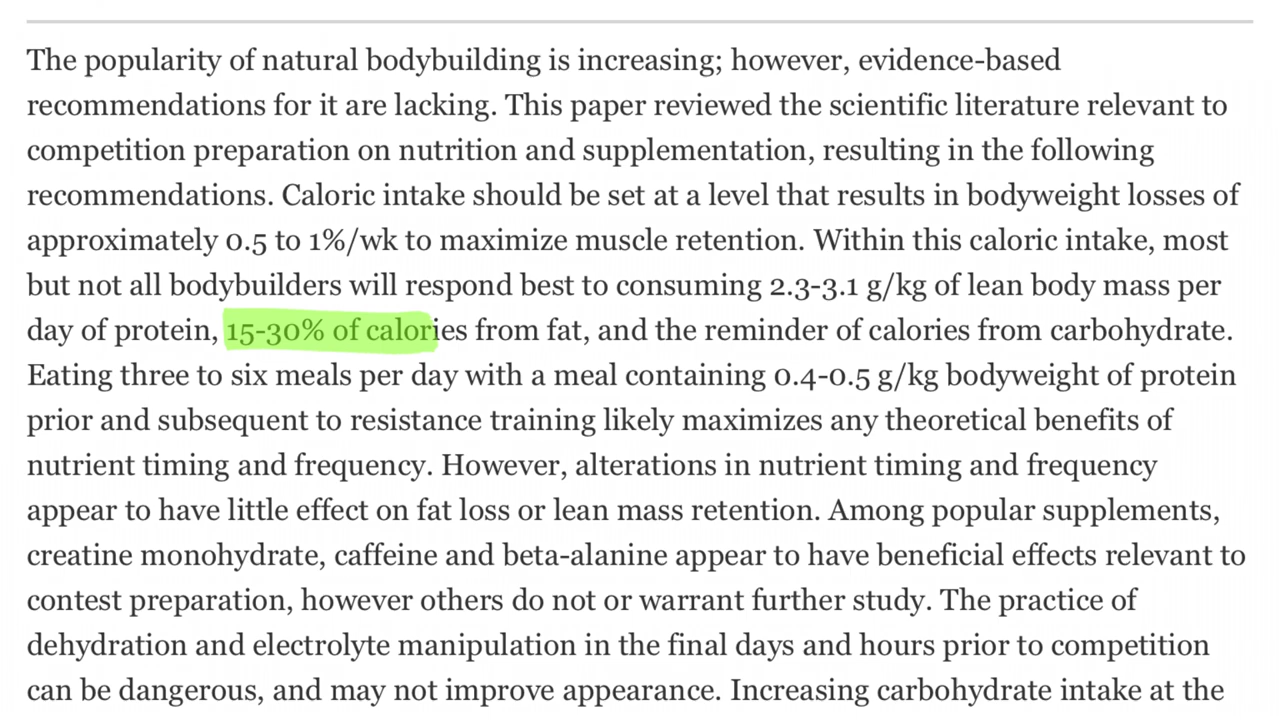 The popularity of natural bodybuilding is increasing; however, evidence-based
recommendations for it are lacking. This paper reviewed the scientific literature relevant to
competition preparation on nutrition and supplementation, resulting in the following
recommendations. Caloric intake should be set at a level that results in bodyweight losses of
approximately 0.5 to 1%/wk to maximize muscle retention. Within this caloric intake, most
but not all bodybuilders will respond best to consuming 2.3-3.1 g/kg of lean body mass per
day of protein, 15-30% of calories from fat, and the reminder of calories from carbohydrate.
Eating three to six meals per day with a meal containing 0.4-0.5 g/kg bodyweight of protein
prior and subsequent to resistance training likely maximizes any theoretical benefits of
nutrient timing and frequency. However, alterations in nutrient timing and frequency
appear to have little effect on fat loss or lean mass retention. Among popular supplements,
creatine monohydrate, caffeine and beta-alanine appear to have beneficial effects relevant to
contest preparation, however others do not or warrant further study. The practice of
dehydration and electrolyte manipulation in the final days and hours prior to competition
can be dangerous, and may not improve appearance. Increasing carbohydrate intake at the